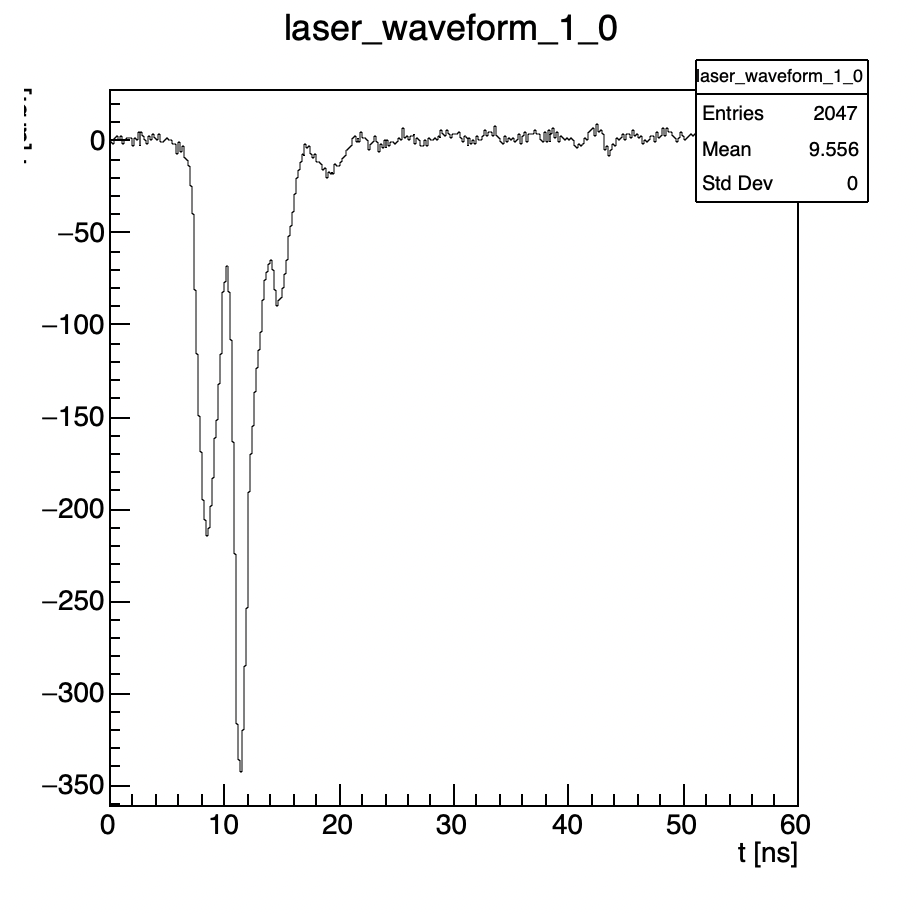 laser_waveform_1_0
laser_waveform_1_0
Entries 2047
Mean 9.556
Std Dev 0
0
−50
−100
−150
−200
−250
−300
−350
0 10 20 30 40 50 60
t [ns]